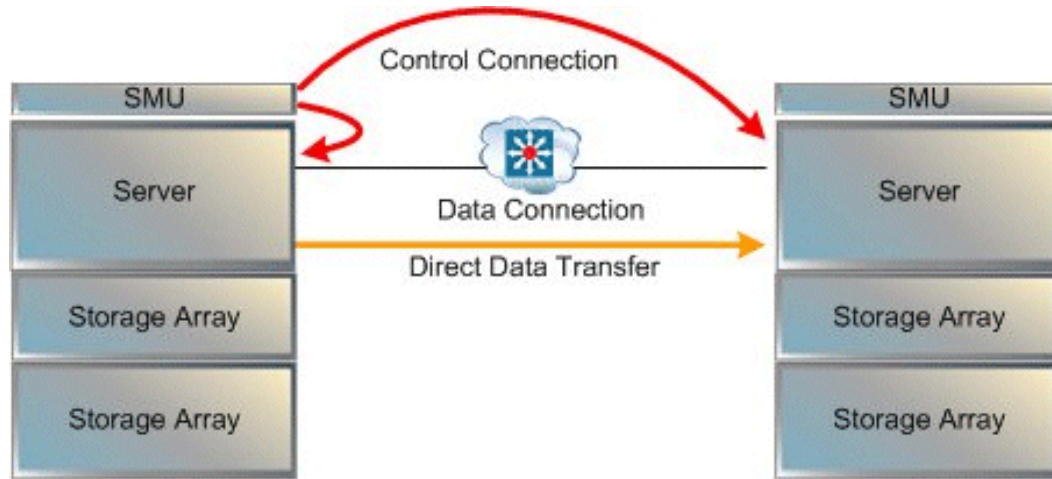 Control Connection
SMU
SMU
Server
Server
Data Connection
Direct Data Transfer
Storage Array
Storage Array
Storage Array
Storage Array